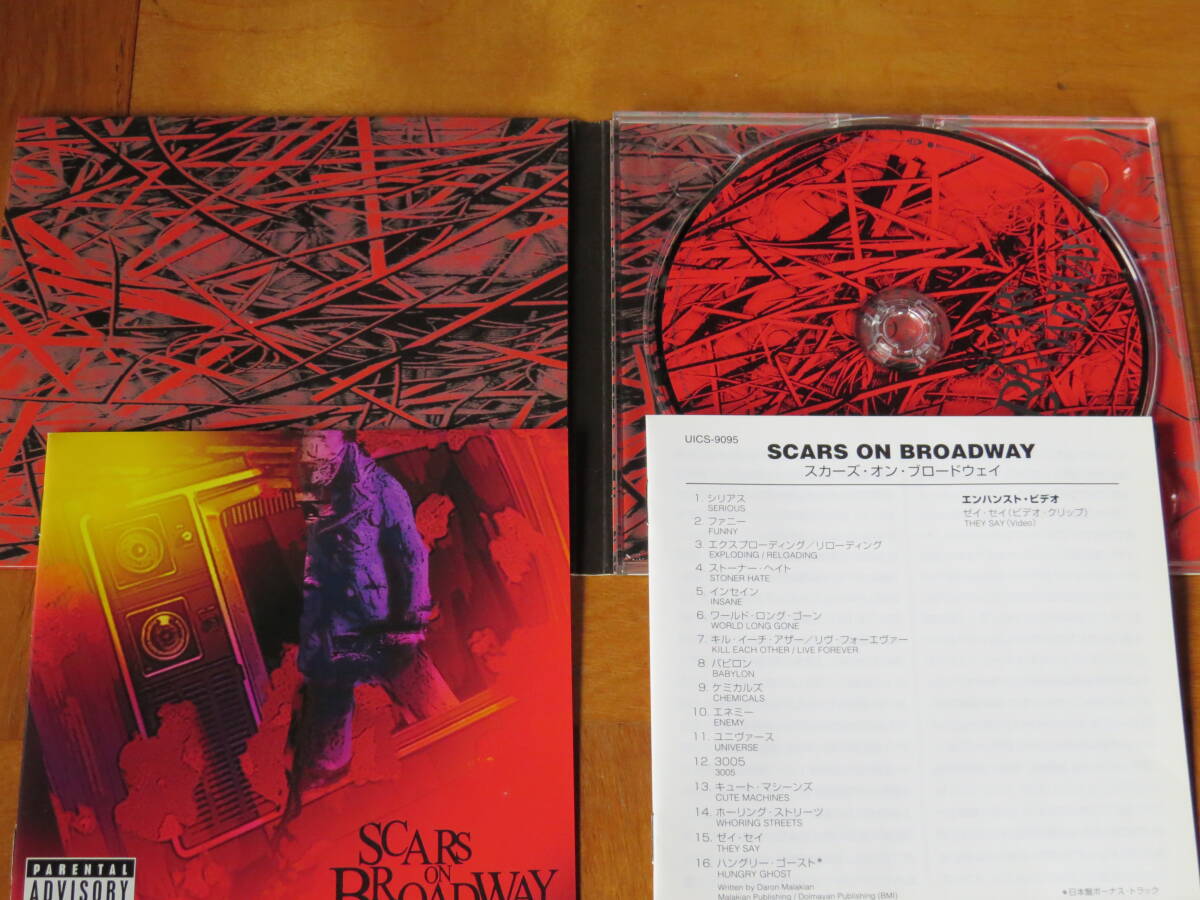 SCARS
ON
BROADWAY
PARENTAL
ADVISORY
UICS-9095
SCARS ON BROADWAY
スカーズ・オン・ブロードウェイ
1. シリアス
SERIOUS
2. ファニー
FUNNY
3. エクスプローディング／リローディング
EXPLODING / RELOADING
4. ストーナー・ヘイト
STONER HATE
5. インセイン
INSANE
6. ワールド・ロング・ゴーン
WORLD LONG GONE
7. キル・イーチ・アザー／リヴ・フォーエヴァー
KILL EACH OTHER / LIVE FOREVER
8. バビロン
BABYLON
9. ケミカルズ
CHEMICALS
10. エネミー
ENEMY
11. ユニヴァース
UNIVERSE
12. 3005
3005
13. キュート・マシーンズ
CUTE MACHINES
14. ホーリング・ストリーツ
WHORING STREETS
15. ゼイ・セイ
THEY SAY
16. ハングリー・ゴースト*
HUNGRY GHOST
Written by Daron Malakian
Malakian Publishing / Dolmayan Publishing (BMI)
エンハンスト・ビデオ
ゼイ・セイ（ビデオ・クリップ）
THEY SAY (Video)
*日本盤ボーナス・トラック